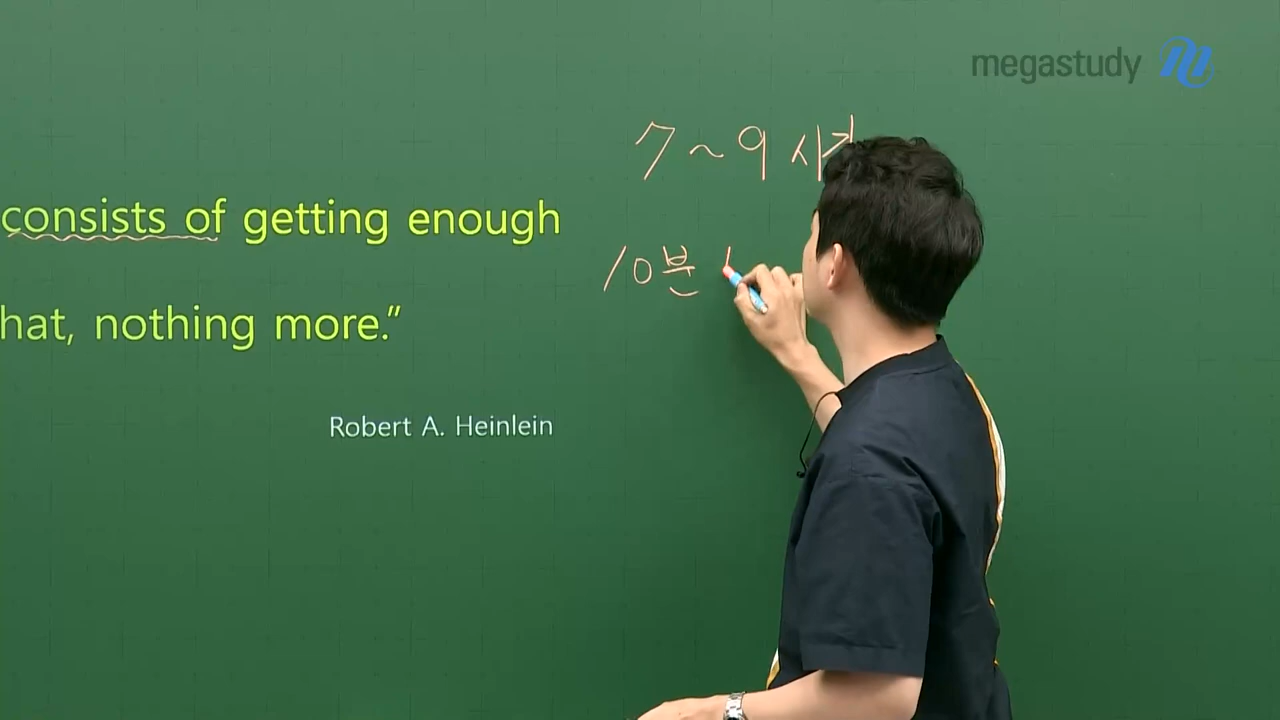 megastudy
7~9시
consists of getting enough
10분
hat, nothing more.”
Robert A. Heinlein